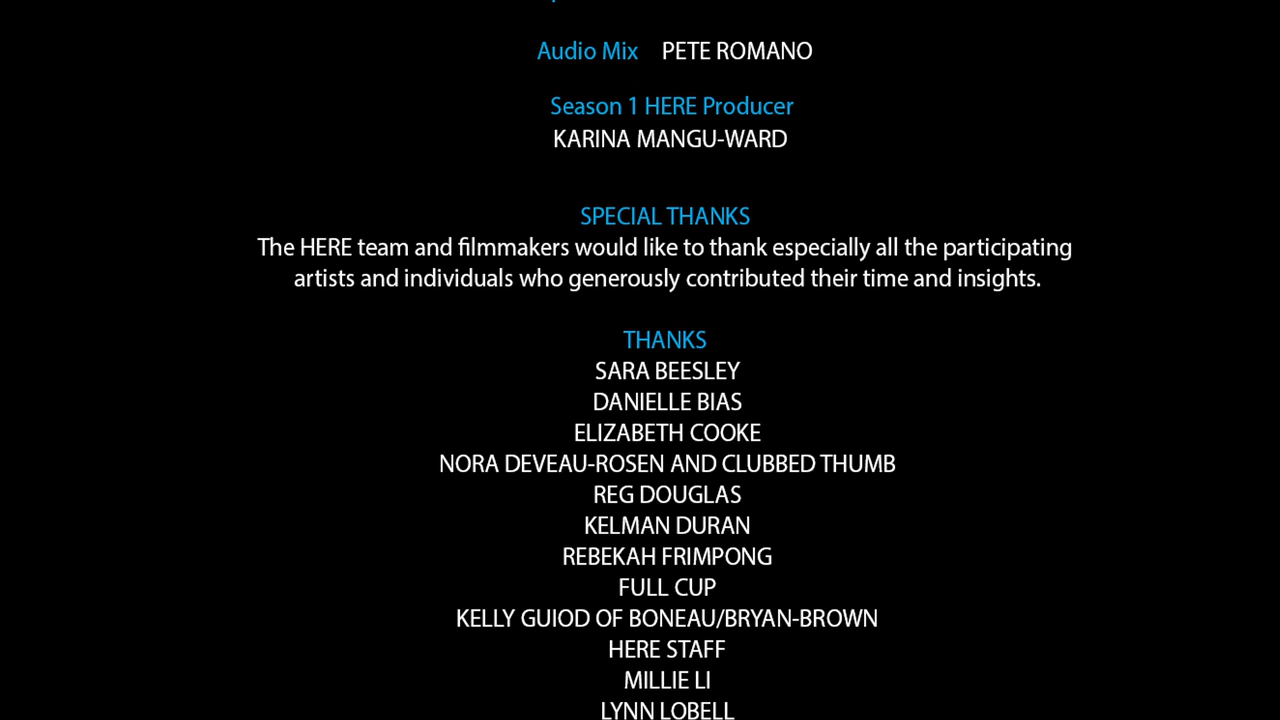 Audio Mix PETE ROMANO
Season 1 HERE Producer
KARINA MANGU-WARD
SPECIAL THANKS
The HERE team and filmmakers would like to thank especially all the participating
artists and individuals who generously contributed their time and insights.
THANKS
SARA BEESLEY
DANIELLE BIAS
ELIZABETH COOKE
NORA DEVEAU-ROSEN AND CLUBBED THUMB
REG DOUGLAS
KELMAN DURAN
REBEKAH FRIMPONG
FULL CUP
KELLY GUIOD OF BONEAU/BRYAN-BROWN
HERE STAFF
MILLIE LI
LYNN LOBELL